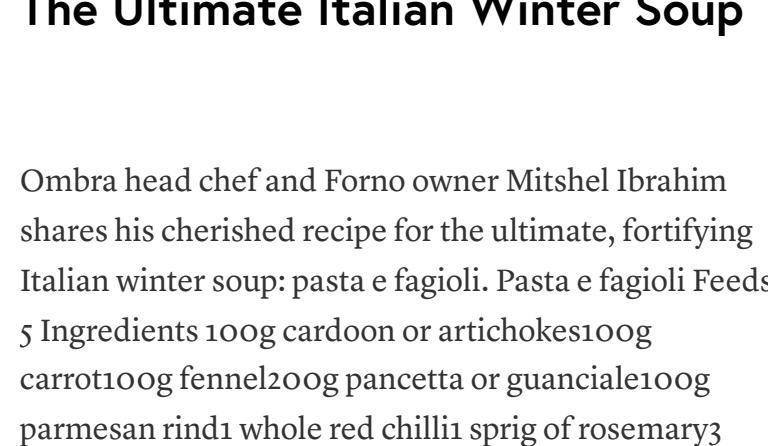 The Ultimate Italian Winter Soup
Ombra head chef and Forno owner Mitshel Ibrahim
shares his cherished recipe for the ultimate, fortifying
Italian winter soup: pasta e fagioli. Pasta e fagioli Feeds
5 Ingredients 100g cardoon or artichokes100g
carrot100g fennel200g pancetta or guanciale100g
parmesan rind1 whole red chilli1 sprig of rosemary3